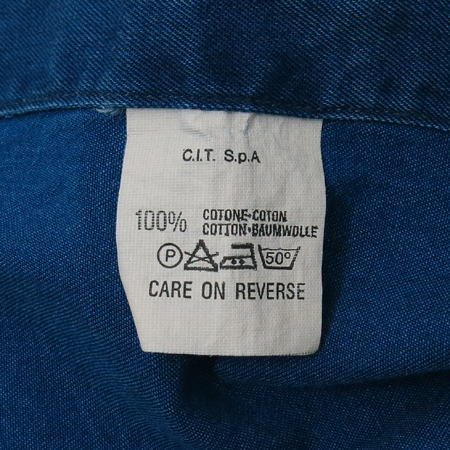 C.I.T. S.p.A
100% COTONE•COTON
COTTON•BAUMWOLLE
P 50°
CARE ON REVERSE